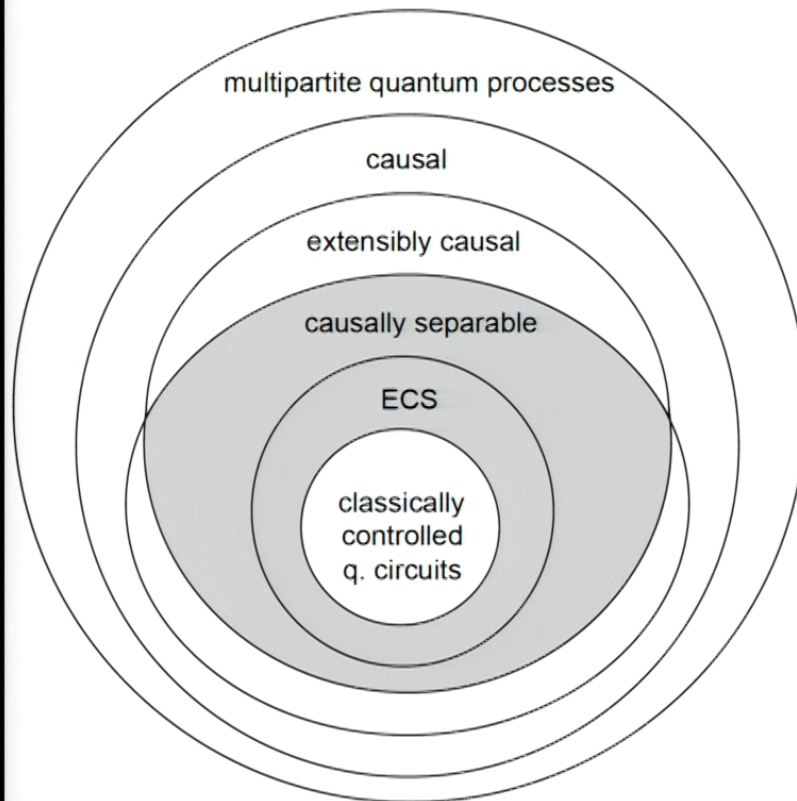 multipartite quantum processes
causal
extensibly causal
causally separable
ECS
classically
controlled
q. circuits